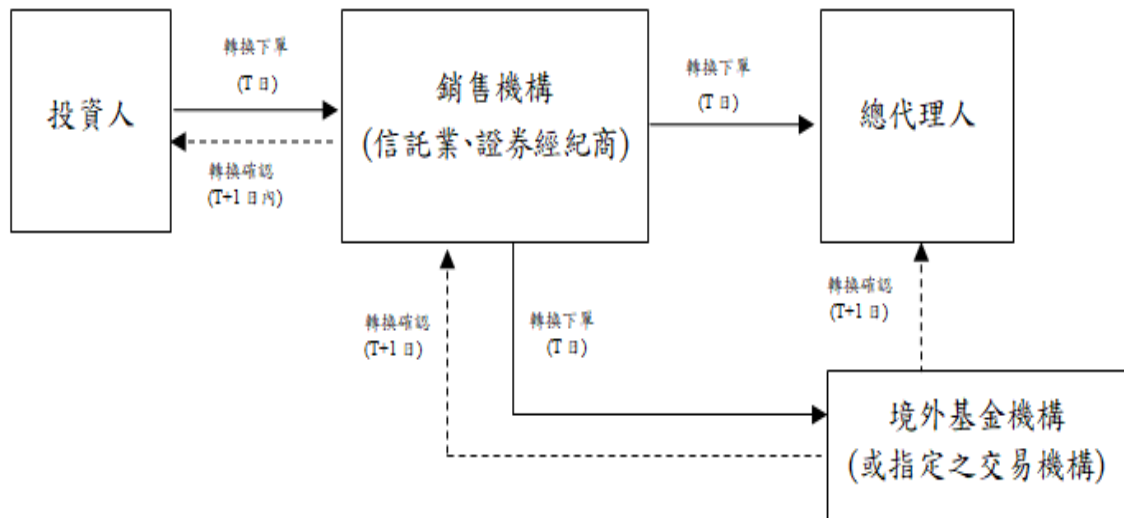 轉換下單
(T 日)
投資人
轉換確認
(T+1 日內)
銷售機構
(信託業、證券經紀商)
轉換下單
(T 日)
總代理人
轉換確認
(T+1 日)
轉換下單
(T 日)
轉換確認
(T+1 日)
境外基金機構
(或指定之交易機構)